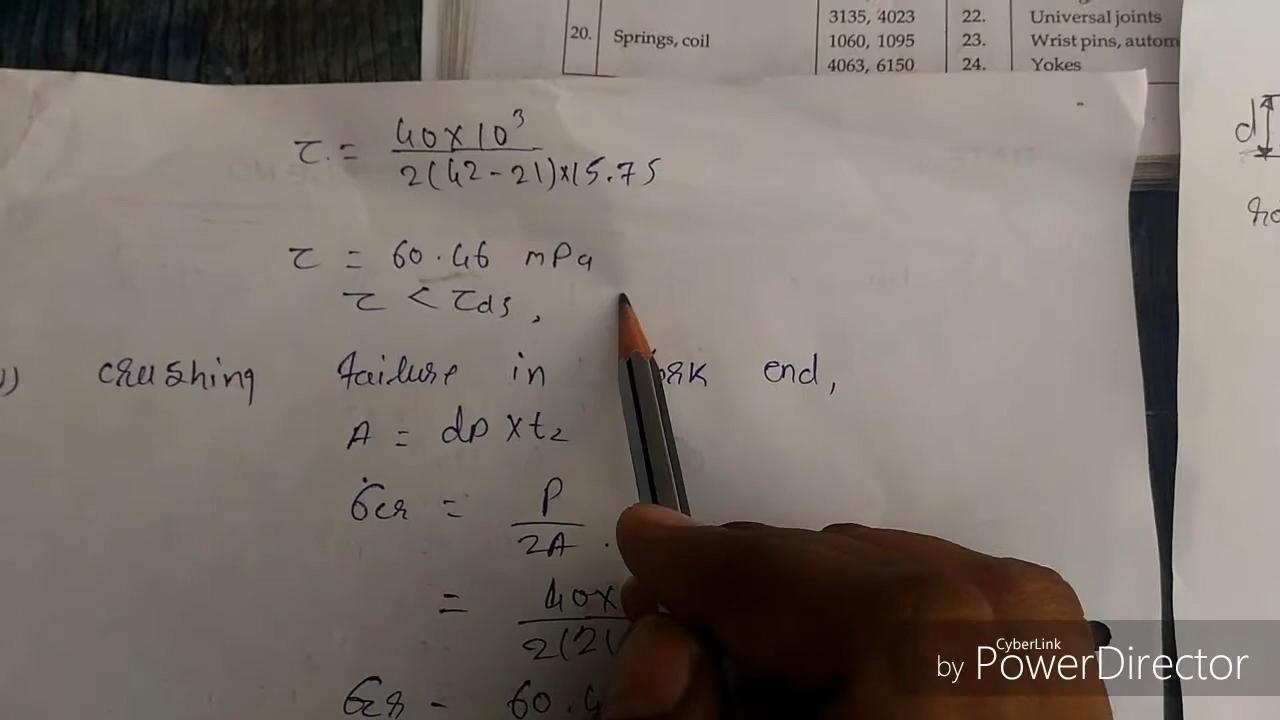 3135, 4023 22. Universal joints
20. Springs, coil 1060, 1095 23. Wrist pins, autom
4063, 6150 24. Yokes
τ = 40×10³ / 2(42-21)×15.75
τ = 60.46 mPa
τ < τds,
crushing failure in end,
A = dp × t2
σcr = P / 2A
= 40× / 2(21
σcr = 60.4
d
CyberLink
by PowerDirector